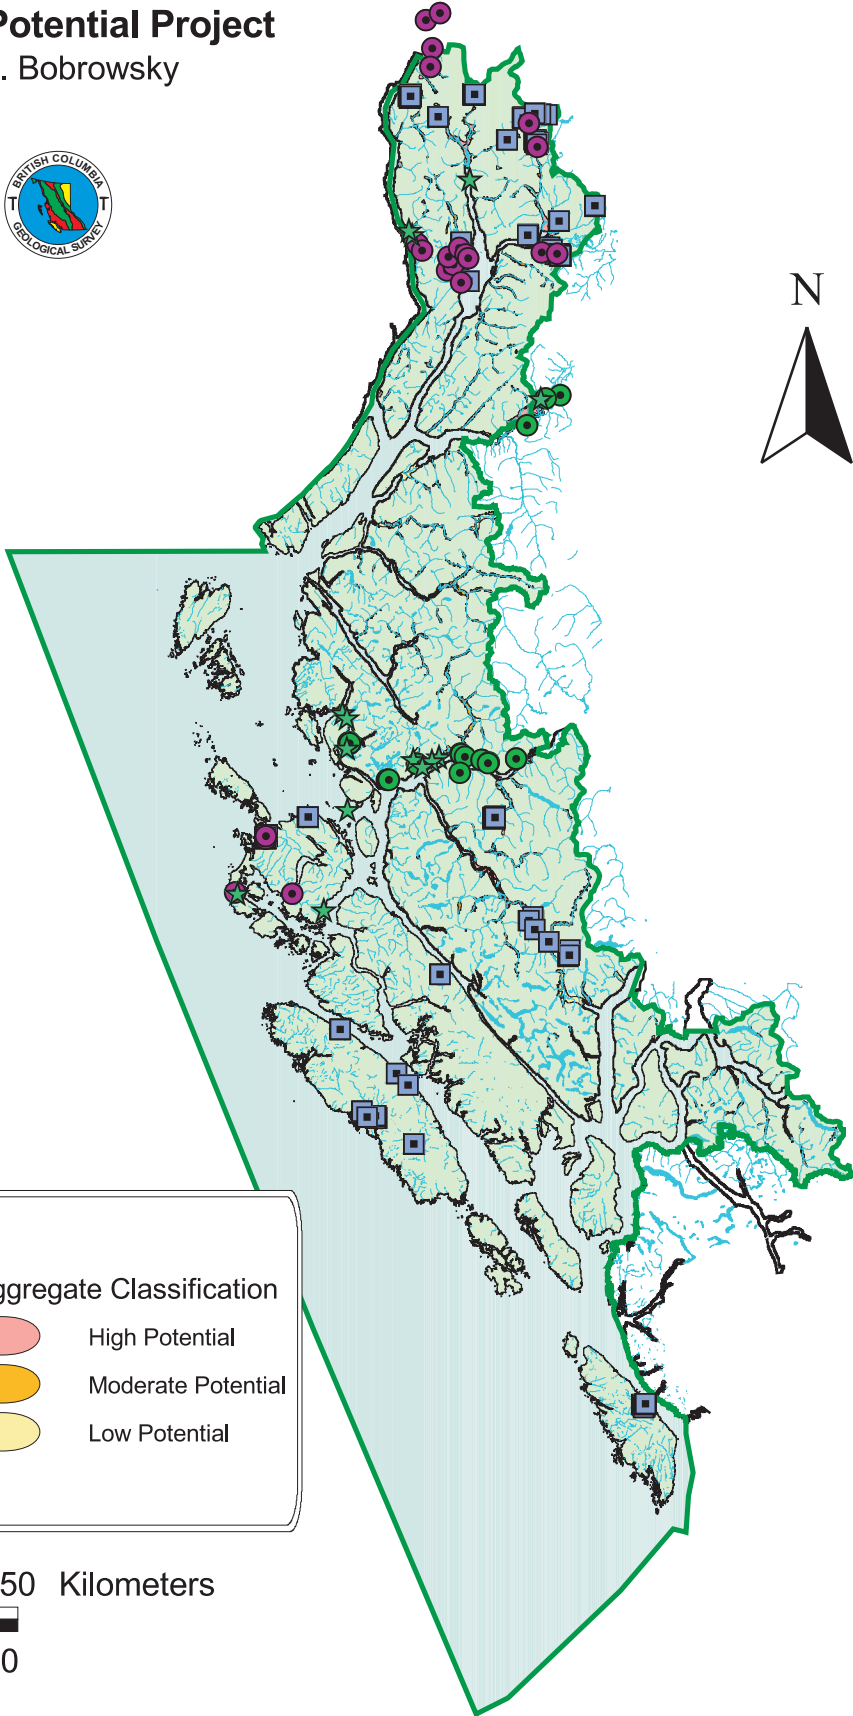 Potential Project
. Bobrowsky
BRITISH COLUMBIA
T T
GEOLOGICAL SURVEY
N
ggregate Classification
High Potential
Moderate Potential
Low Potential
50 Kilometers
0